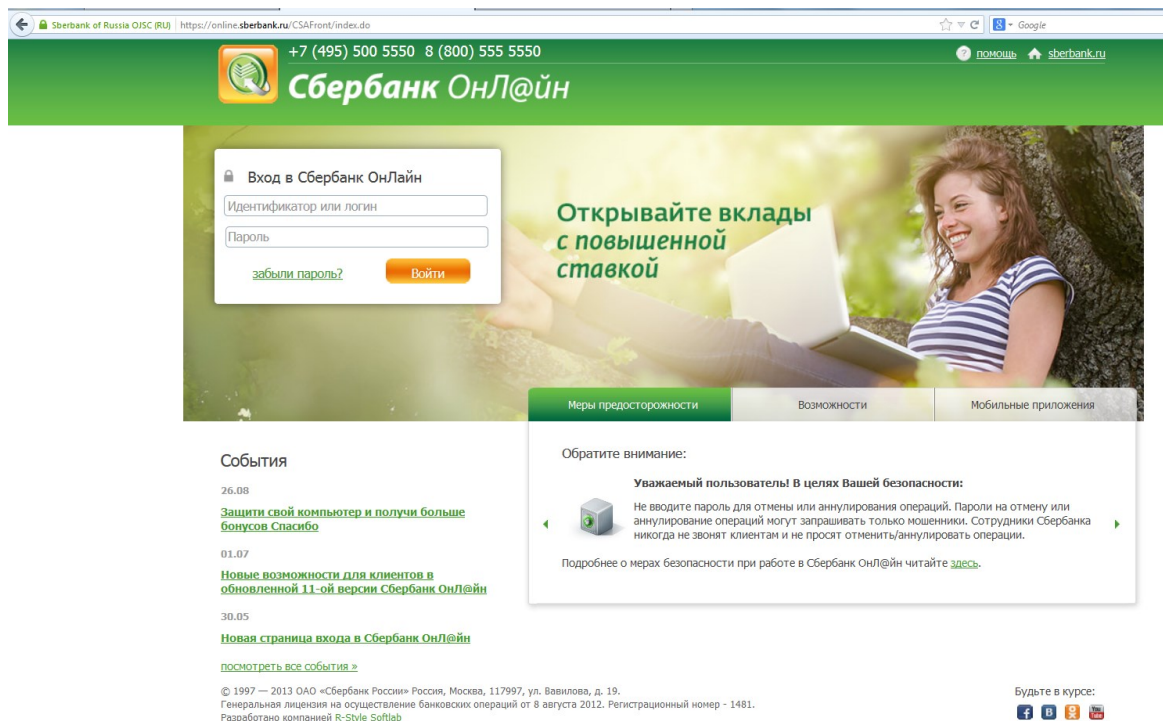 Sberbank of Russia OJSC (RU) https://online.sberbank.ru/CSAFront/index.do
Google
+7 (495) 500 5550 8 (800) 555 5550
помощь sberbank.ru
Сбербанк ОнЛ@йн
Вход в Сбербанк ОнЛайн
Идентификатор или логин
Пароль
забыли пароль? Войти
Открывайте вклады
с повышенной
ставкой
Меры предосторожности Возможности Мобильные приложения
События
26.08
Защити свой компьютер и получи больше
бонусов Спасибо
01.07
Новые возможности для клиентов в
обновленной 11-ой версии Сбербанк ОнЛ@йн
30.05
Новая страница входа в Сбербанк ОнЛ@йн
посмотреть все события »
Обратите внимание:
Уважаемый пользователь! В целях Вашей безопасности:
Не вводите пароль для отмены или аннулирования операций. Пароли на отмену или
аннулирование операций могут запрашивать только мошенники. Сотрудники Сбербанка
никогда не звонят клиентам и не просят отменить/аннулировать операции.
Подробнее о мерах безопасности при работе в Сбербанк ОнЛ@йн читайте здесь.
© 1997 — 2013 ОАО «Сбербанк России» Россия, Москва, 117997, ул. Вавилова, д. 19.
Генеральная лицензия на осуществление банковских операций от 8 августа 2012. Регистрационный номер - 1481.
Разработано компанией R-Style Softlab
Будьте в курсе: